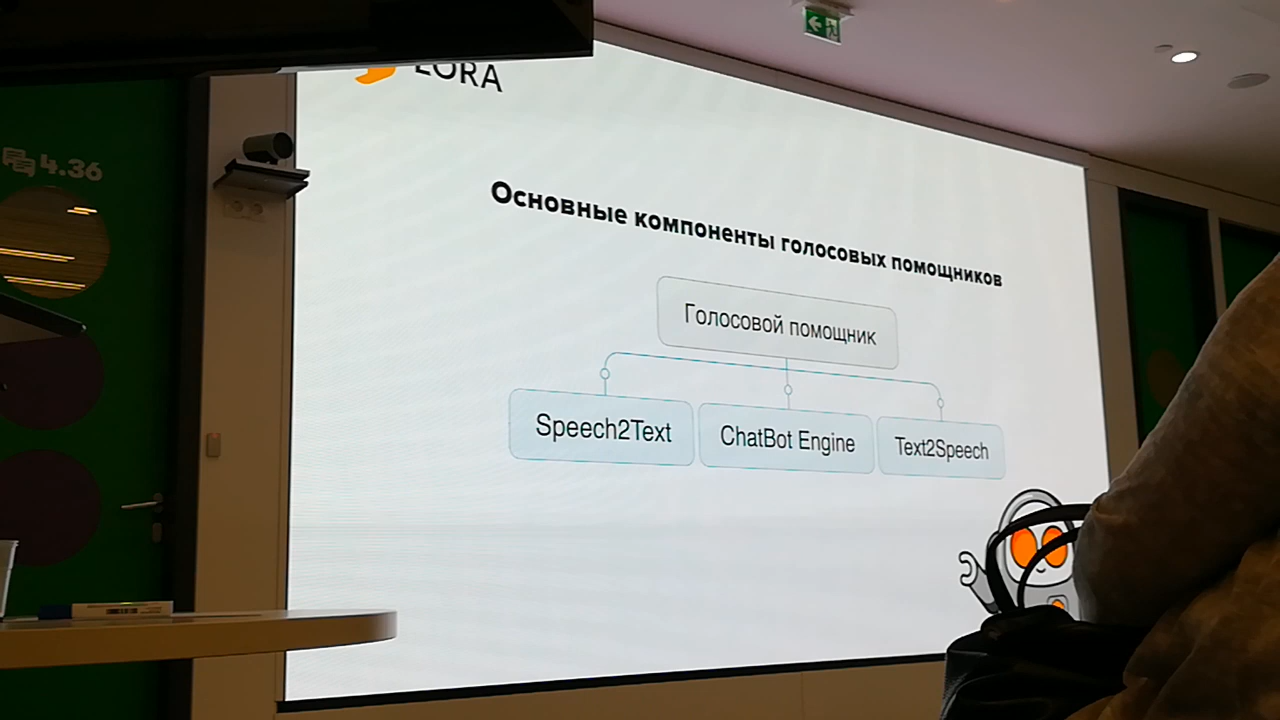 LORA
4.36
Основные компоненты голосовых помощников
Голосовой помощник
Speech2Text
ChatBot Engine
Text2Speech